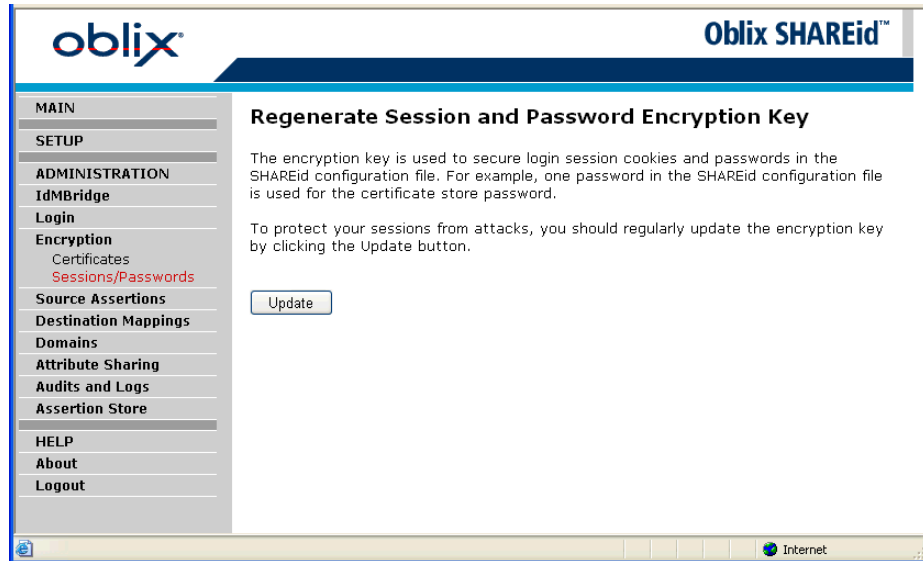 oblix
Oblix SHAREid™
MAIN
SETUP
ADMINISTRATION
IdMBridge
Login
Encryption
Certificates
Sessions/Passwords
Source Assertions
Destination Mappings
Domains
Attribute Sharing
Audits and Logs
Assertion Store
HELP
About
Logout
Regenerate Session and Password Encryption Key
The encryption key is used to secure login session cookies and passwords in the
SHAREid configuration file. For example, one password in the SHAREid configuration file
is used for the certificate store password.
To protect your sessions from attacks, you should regularly update the encryption key
by clicking the Update button.
Update
Internet